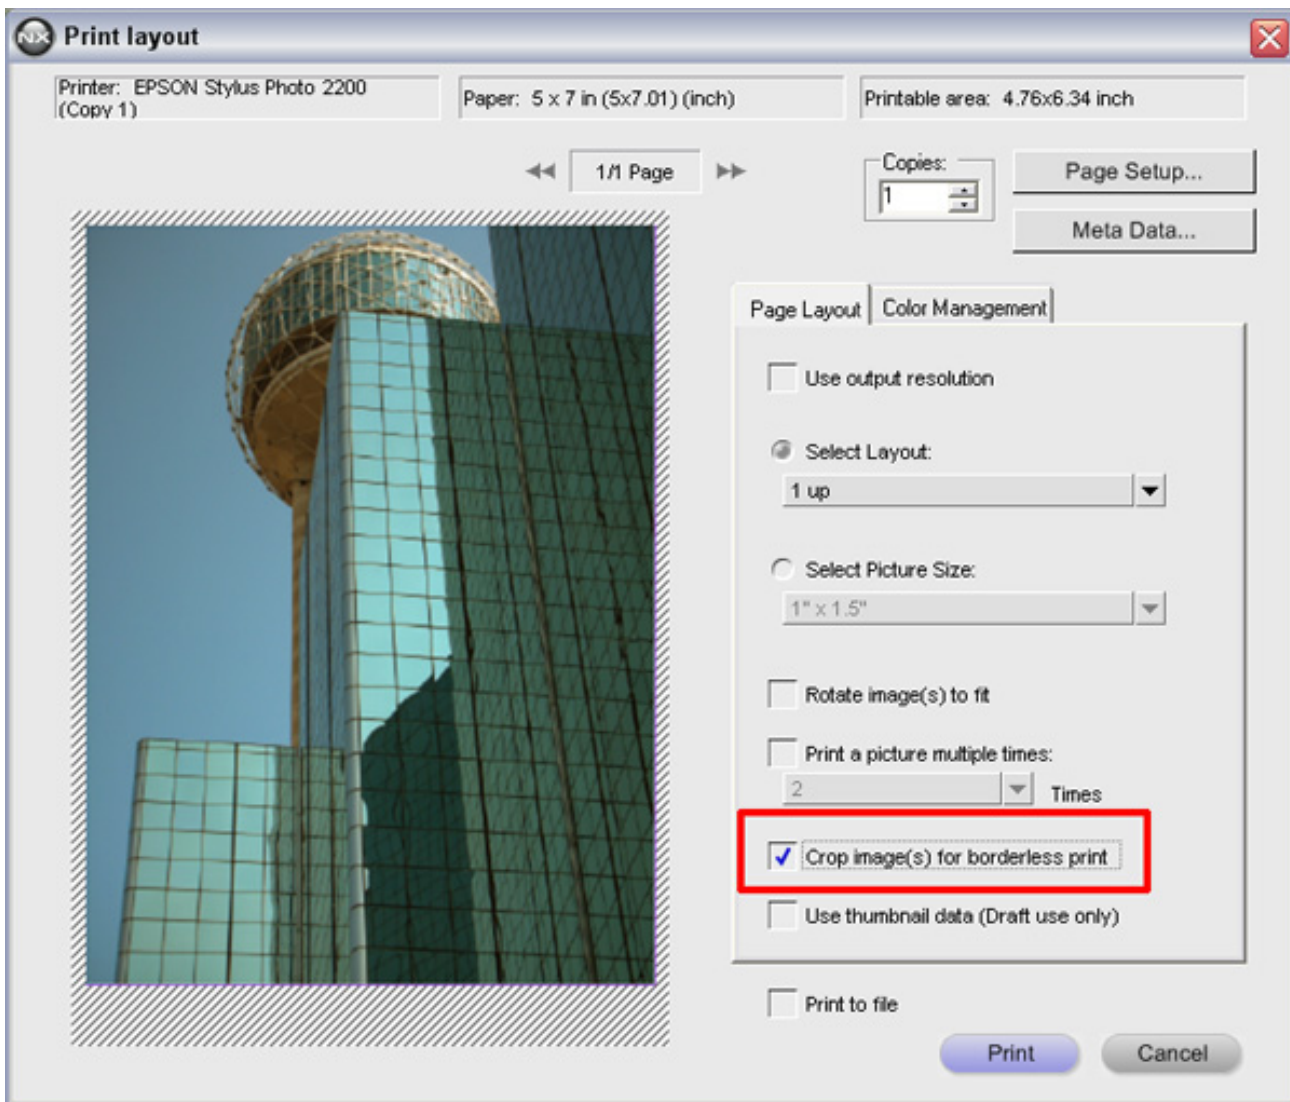 NX Print layout
Printer: EPSON Stylus Photo 2200
(Copy 1)
Paper: 5 x 7 in (5x7.01) (inch)
Printable area: 4.76x6.34 inch
1/1 Page
Copies:
1
Page Setup...
Meta Data...
Page Layout
Color Management
Use output resolution
Select Layout:
1 up
Select Picture Size:
1" x 1.5"
Rotate image(s) to fit
Print a picture multiple times:
2
Times
Crop image(s) for borderless print
Use thumbnail data (Draft use only)
Print to file
Print
Cancel